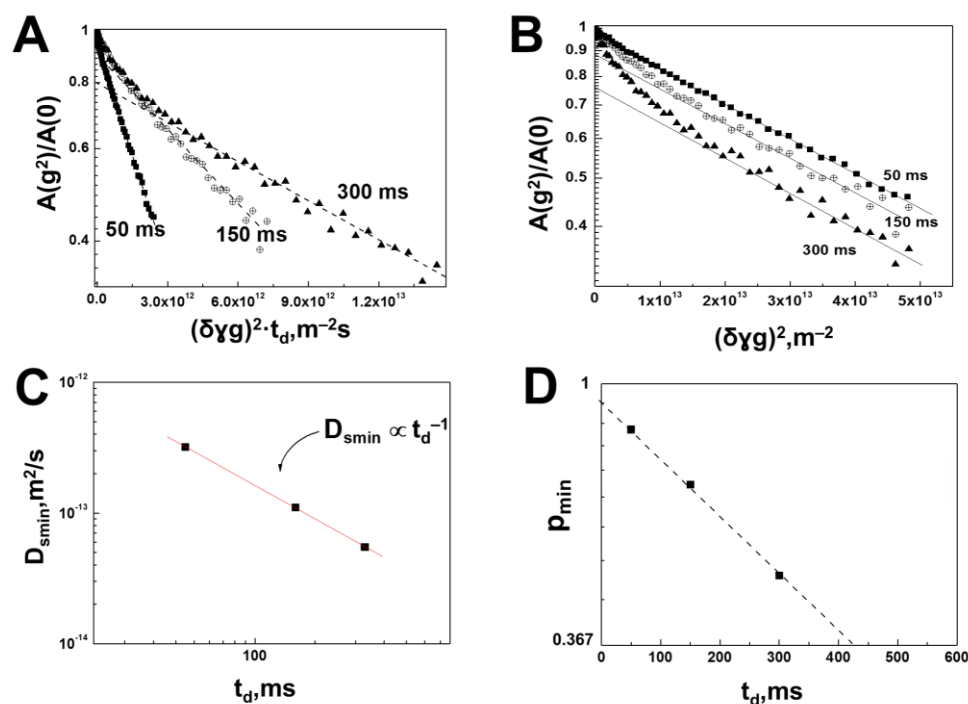 A
A(g²)/A(0)
1
0.8
0.6
0.4
50 ms
150 ms
300 ms
0.0
3.0x10¹²
6.0x10¹²
9.0x10¹²
1.2x10¹³
(δγg)²·t_d,m⁻²s
B
A(g²)/A(0)
1
0.9
0.8
0.7
0.6
0.5
0.4
50 ms
150 ms
300 ms
0
1x10¹³
2x10¹³
3x10¹³
4x10¹³
5x10¹³
(δγg)²,m⁻²
C
D_smin,m²/s
10⁻¹²
10⁻¹³
10⁻¹⁴
D_smin ∝ t_d⁻¹
100
t_d,ms
D
p_min
1
0.367
0
100
200
300
400
500
600
t_d,ms